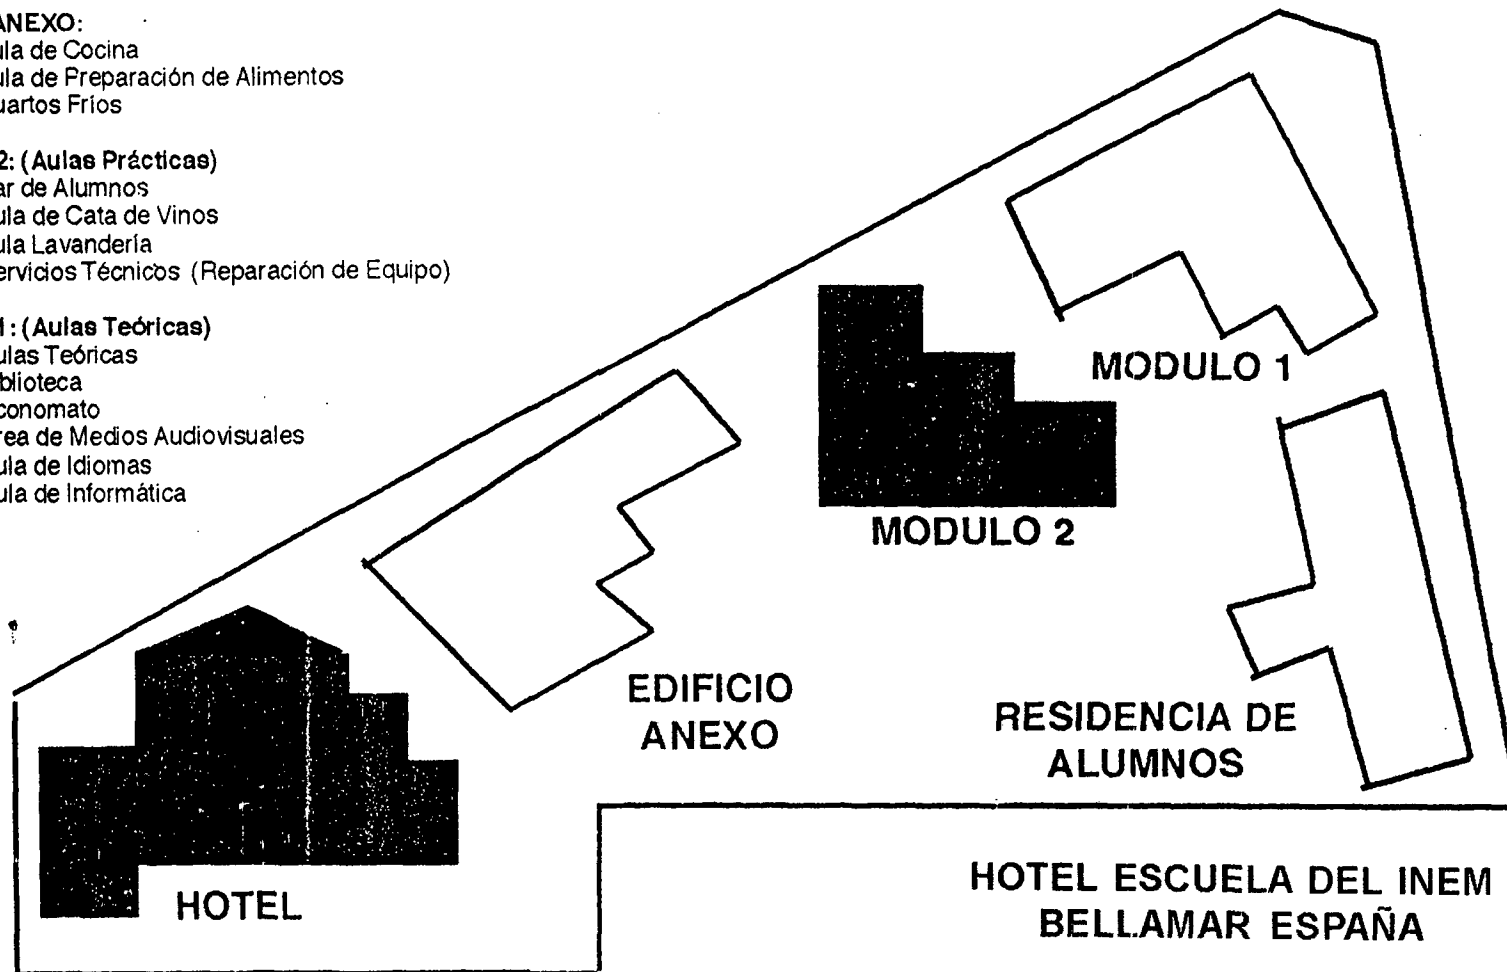 ANEXO:
ula de Cocina
ula de Preparación de Alimentos
uartos Fríos
2: (Aulas Prácticas)
ar de Alumnos
ula de Cata de Vinos
ula Lavandería
ervicios Técnicos (Reparación de Equipo)
1: (Aulas Teóricas)
ulas Teóricas
blioteca
conomato
rea de Medios Audiovisuales
ula de Idiomas
ula de Informática
MODULO 1
MODULO 2
EDIFICIO
ANEXO
RESIDENCIA DE
ALUMNOS
HOTEL
HOTEL ESCUELA DEL INEM
BELLAMAR ESPAÑA